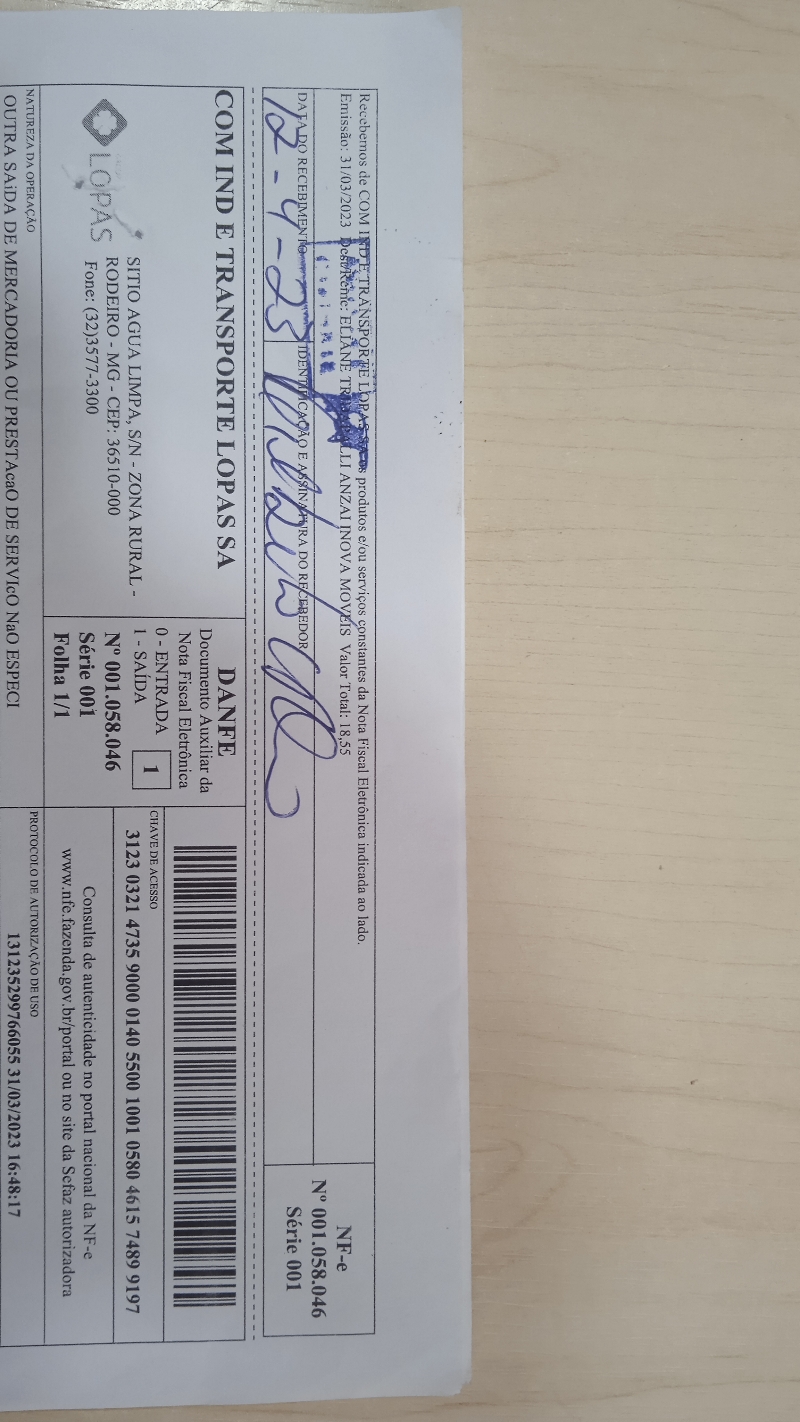 Recebemos de COM IND E TRANSPORTE LOPAS SA os produtos e/ou serviços constantes da Nota Fiscal Eletrônica indicada ao lado.
Emissão: 31/03/2023 Dest/Reme: ELIANE ANZAI INOVA MOVEIS Valor Total: 18,55
DATA DO RECEBIMENTO
12-4-23
IDENTIFICAÇÃO E ASSINATURA DO RECEBEDOR
NF-e
Nº 001.058.046
Série 001
COM IND E TRANSPORTE LOPAS SA
LOPAS
SITIO AGUA LIMPA, S/N - ZONA RURAL -
RODEIRO - MG - CEP: 36510-000
Fone: (32)3577-3300
DANFE
Documento Auxiliar da
Nota Fiscal Eletrônica
0 - ENTRADA
1 - SAÍDA
1
Nº 001.058.046
Série 001
Folha 1/1
CHAVE DE ACESSO
3123 0321 4735 9000 0140 5500 1001 0580 4615 7489 9197
Consulta de autenticidade no portal nacional da NF-e
www.nfe.fazenda.gov.br/portal ou no site da Sefaz autorizadora
NATUREZA DA OPERAÇÃO
OUTRA SAiDA DE MERCADORIA OU PRESTAcaO DE SERVIcO NaO ESPECI
PROTOCOLO DE AUTORIZAÇÃO DE USO
131235299766055 31/03/2023 16:48:17